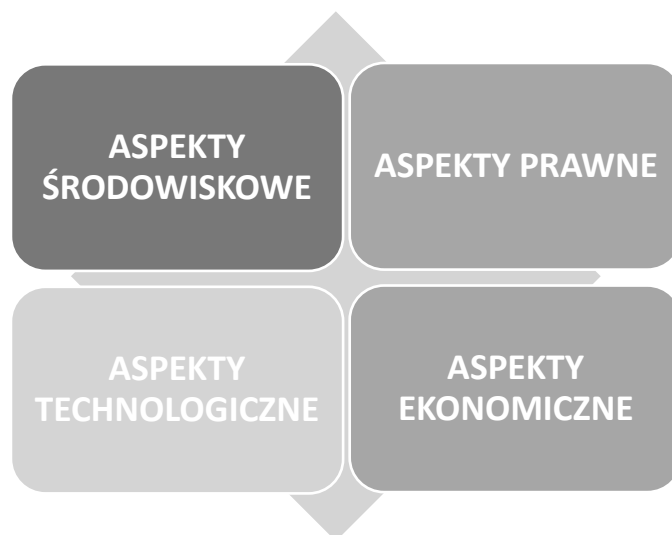 ASPEKTY
ŚRODOWISKOWE
ASPEKTY PRAWNE
ASPEKTY
TECHNOLOGICZNE
ASPEKTY
EKONOMICZNE